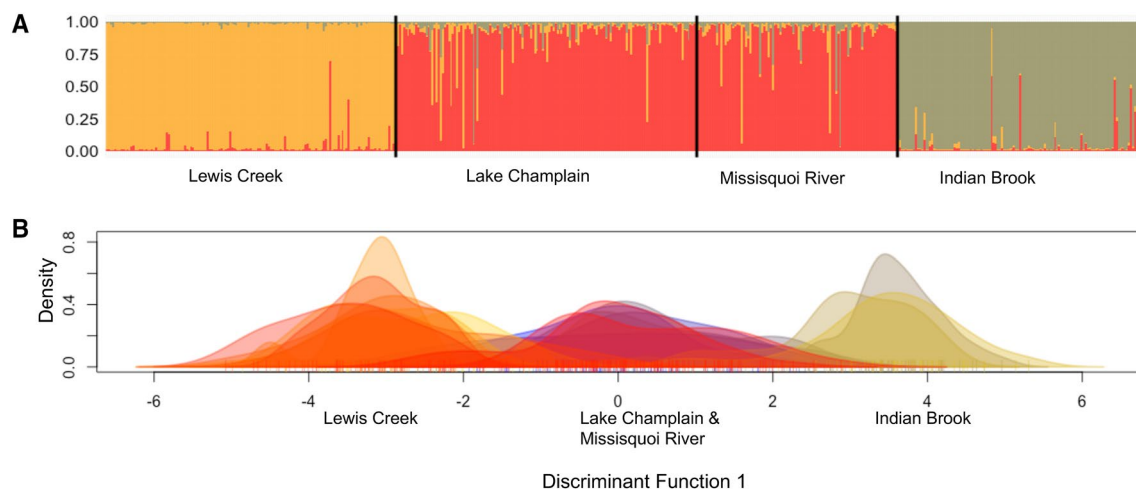 A
1.00
0.75
0.50
0.25
0.00
Lewis Creek Lake Champlain Missisquoi River Indian Brook
B
Density
0.8
0.4
0.0
-6 -4 -2 0 2 4 6
Lewis Creek Lake Champlain & Indian Brook
Missisquoi River
Discriminant Function 1